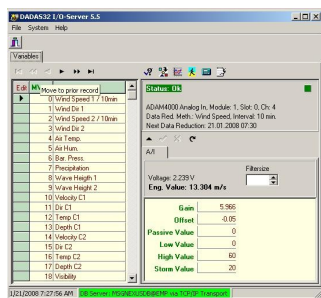 DADAS32 I/O-Server 5.5
File System Help
Variables
Edit
Move to prior record
0 Wind Speed 1 / 10min
1 Wind Dir 1
2 Wind Speed 2 / 10min
3 Wind Dir 2
4 Air Temp.
5 Air Hum.
6 Bar. Press.
7 Precipitation
8 Wave Heigth 1
9 Wave Height 2
10 Velocity C1
11 Dir C1
12 Temp C1
13 Depth C1
14 Velocity C2
15 Dir C2
16 Temp C2
17 Depth C2
18 Visibility
Status: Ok
ADAM4000 Analog In, Module: 1, Slot: 0, Ch: 4
Data Red. Meth.: Wind Speed, Interval: 10 min.
Next Data Reduction: 21.01.2008 07:30
A/I
Filtersize
Voltage: 2.239 V
Eng. Value: 13.304 m/s
Gain 5.966
Offset -0.05
Passive Value 0
Low Value 0
High Value 60
Storm Value 20
1/21/2008 7:27:56 AM DB Server: via TCP/IP Transport